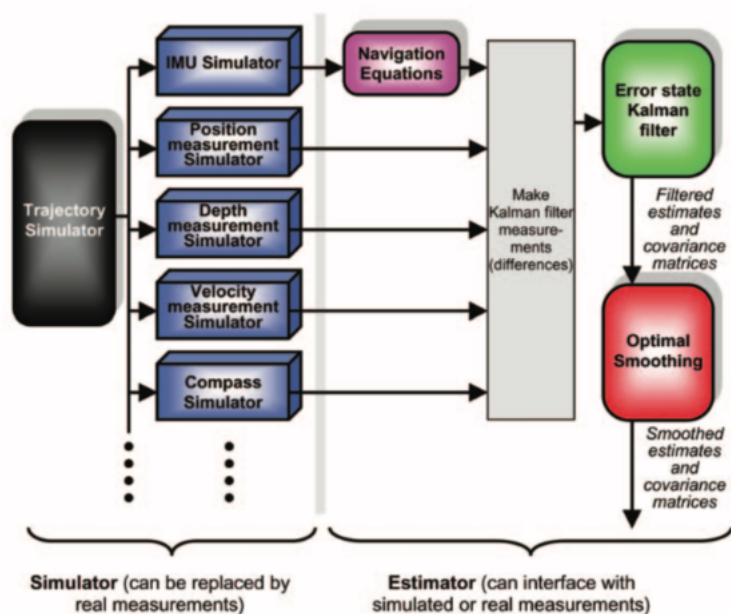 IMU Simulator
Navigation
Equations
Error state
Kalman
filter
Position
measurement
Simulator
Trajectory
Simulator
Depth
measurement
Simulator
Make
Kalman filter
measure-
ments
(differences)
Filtered
estimates
and
covariance
matrices
Velocity
measurement
Simulator
Optimal
Smoothing
Compass
Simulator
Smoothed
estimates
and
covariance
matrices
Simulator (can be replaced by
real measurements)
Estimator (can interface with
simulated or real measurements)